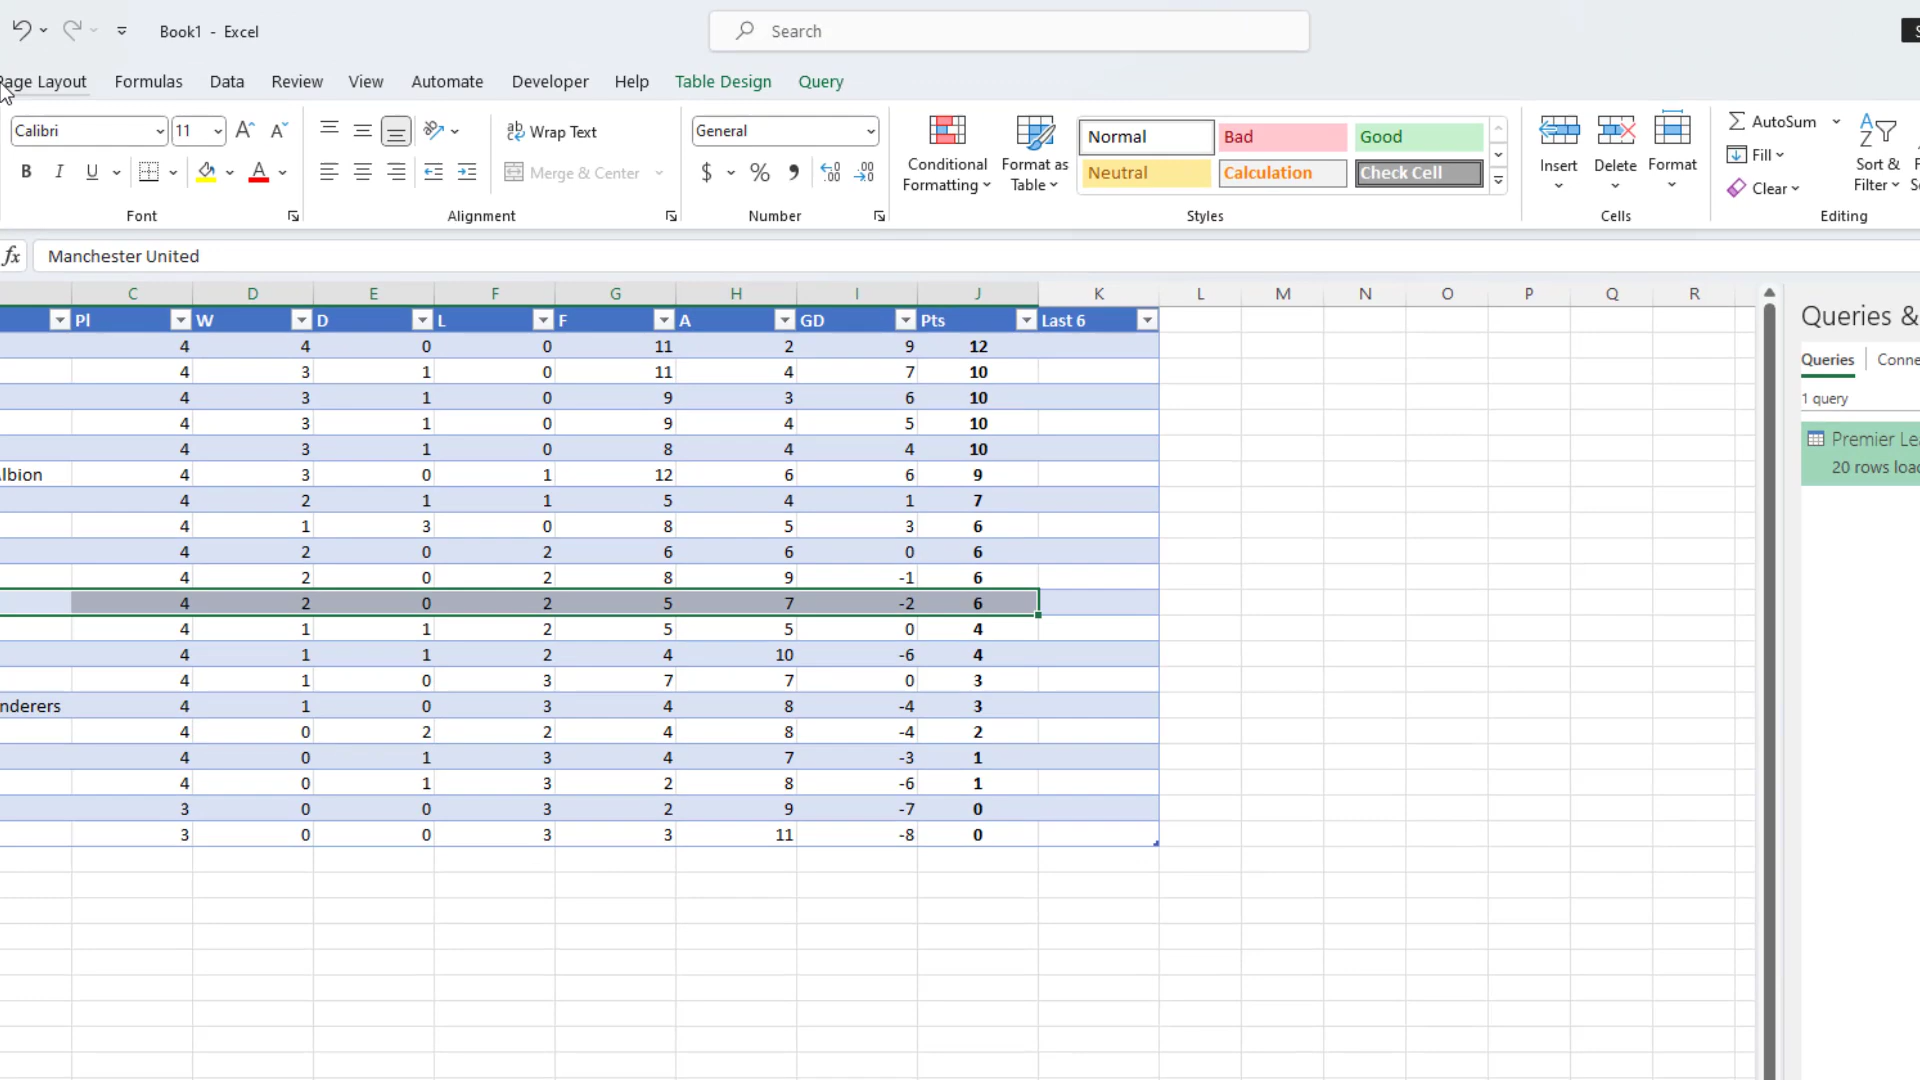 Book1 - Excel
Search
Page Layout Formulas Data Review View Automate Developer Help Table Design Query
Calibri 11 Wrap Text General Normal Bad Good AutoSum
Conditional Formatting Format as Table Insert Delete Format Fill Sort & Filter
B I U Merge & Center $ % Neutral Calculation Check Cell Clear
Font Alignment Number Styles Cells Editing
fx Manchester United
C D E F G H I J K L M N O P Q R
Pl W D L F A GD Pts Last 6
4 4 0 0 11 2 9 12
4 3 1 0 11 4 7 10
4 3 1 0 9 3 6 10
4 3 1 0 9 4 5 10
4 3 1 0 8 4 4 10
lbion 4 3 0 1 12 6 6 9
4 2 1 1 5 4 1 7
4 1 3 0 8 5 3 6
4 2 0 2 6 6 0 6
4 2 0 2 8 9 -1 6
4 2 0 2 5 7 -2 6
4 1 1 2 5 5 0 4
4 1 1 2 4 10 -6 4
4 1 0 3 7 7 0 3
nderers 4 1 0 3 4 8 -4 3
4 0 2 2 4 8 -4 2
4 0 1 3 4 7 -3 1
4 0 1 3 2 8 -6 1
3 0 0 3 2 9 -7 0
3 0 0 3 3 11 -8 0
Queries &
Queries Conne
1 query
Premier Lea
20 rows load